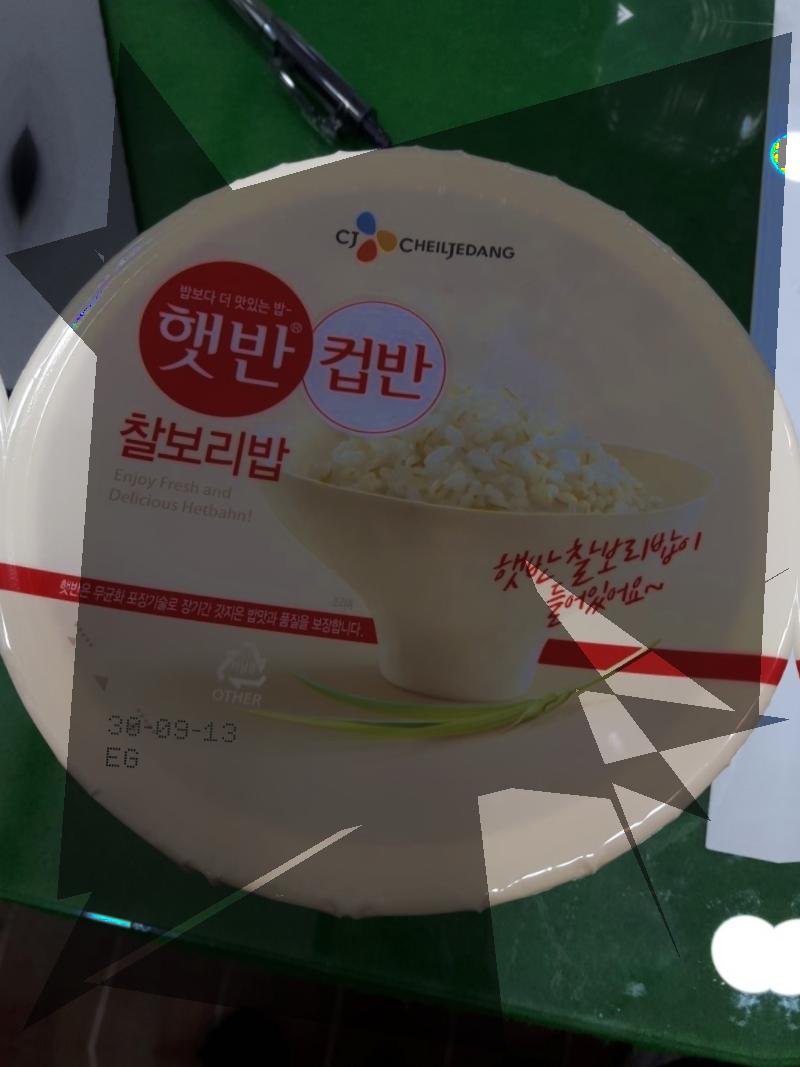 CJ CHEILJEDANG
밥보다 더 맛있는 밥~
햇반®
컵반
찰보리밥
Enjoy Fresh and
Delicious Hetbahn!
햇반 찰보리밥이
들어있어요~
햇반은 무균화 포장기술로 장기간 갓지은 밥맛과 품질을 보장합니다.
OTHER
30-09-13
EG